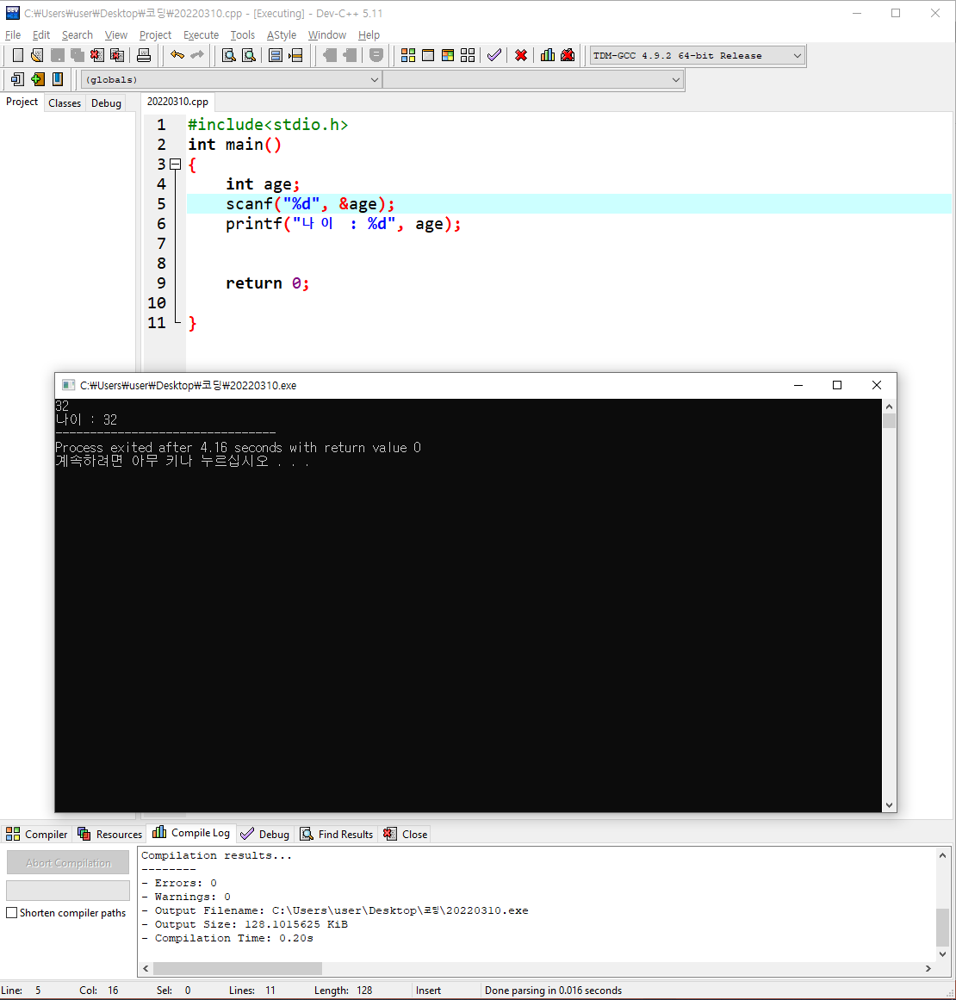 C:₩Users₩user₩Desktop₩코딩₩20220310.cpp - [Executing] - Dev-C++ 5.11
File Edit Search View Project Execute Tools AStyle Window Help
TDM-GCC 4.9.2 64-bit Release
(globals)
Project Classes Debug
20220310.cpp
1 #include<stdio.h>
2 int main()
3 {
4 int age;
5 scanf("%d", &age);
6 printf("나이 : %d", age);
7
8
9 return 0;
10
11 }
C:₩Users₩user₩Desktop₩코딩₩20220310.exe
32
나이 : 32
--------------------------------
Process exited after 4.16 seconds with return value 0
계속하려면 아무 키나 누르십시오 . . .
Compiler Resources Compile Log Debug Find Results Close
Abort Compilation
Shorten compiler paths
Compilation results...
--------
- Errors: 0
- Warnings: 0
- Output Filename: C:\Users\user\Desktop\코딩\20220310.exe
- Output Size: 128.1015625 KiB
- Compilation Time: 0.20s
Line: 5 Col: 16 Sel: 0 Lines: 11 Length: 128 Insert Done parsing in 0.016 seconds